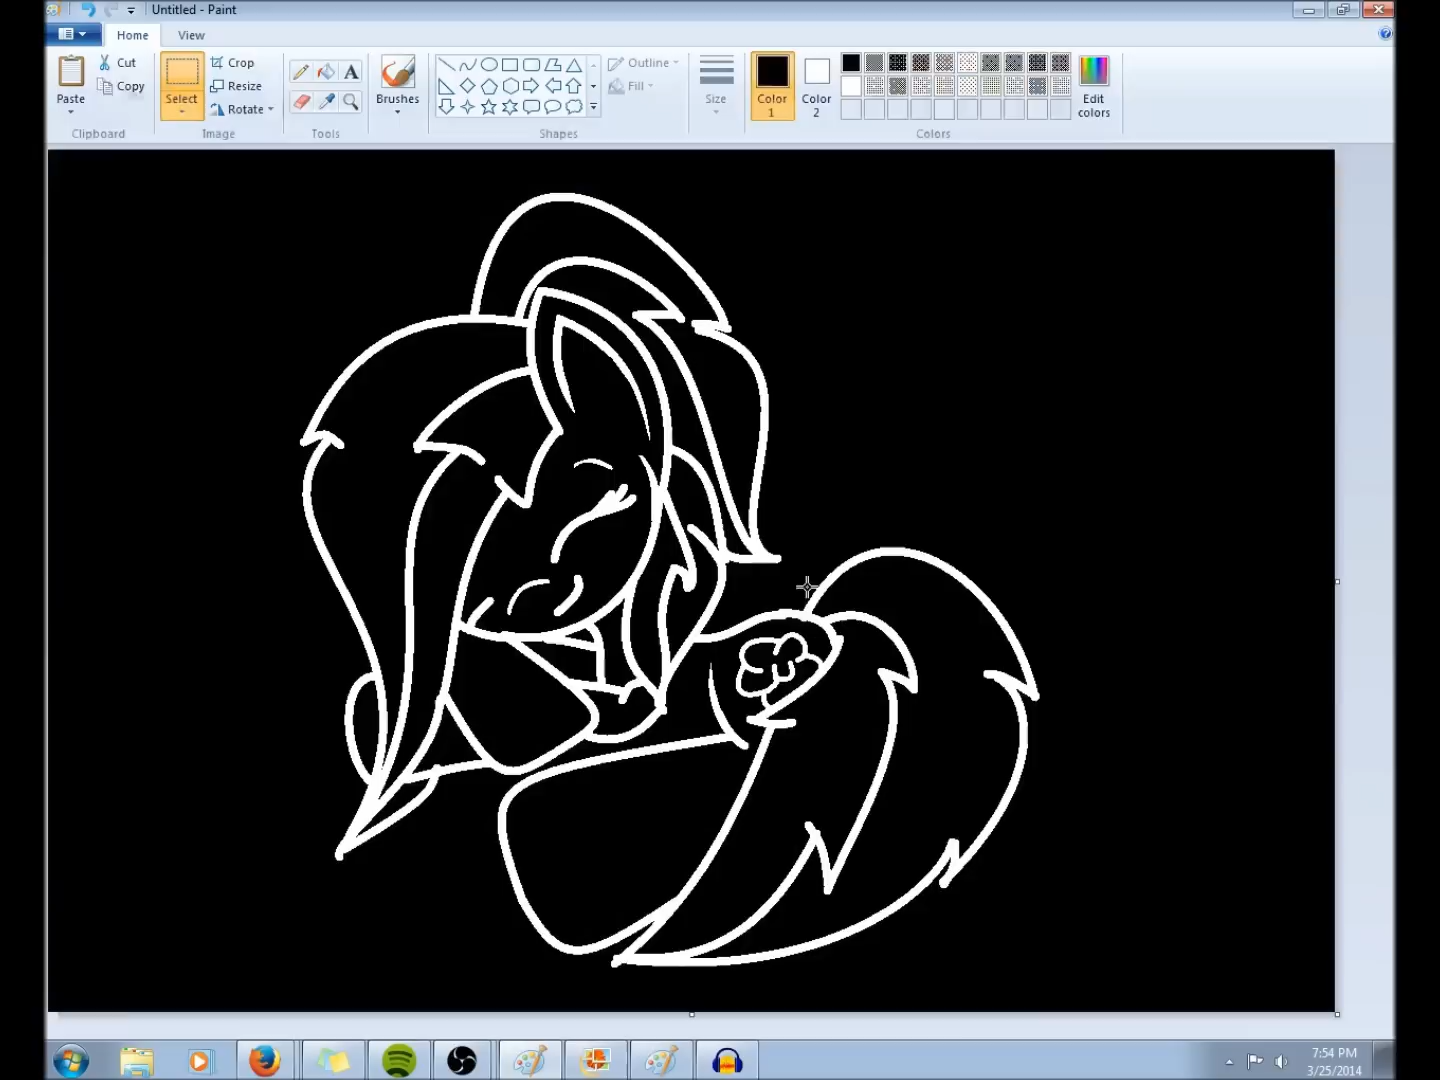 Untitled - Paint
Home View
Paste
Cut
Copy
Clipboard
Select
Crop
Resize
Rotate
Image
A
Tools
Brushes
Outline
Fill
Shapes
Size
Color 1
Color 2
Edit colors
Colors
7:54 PM
3/25/2014